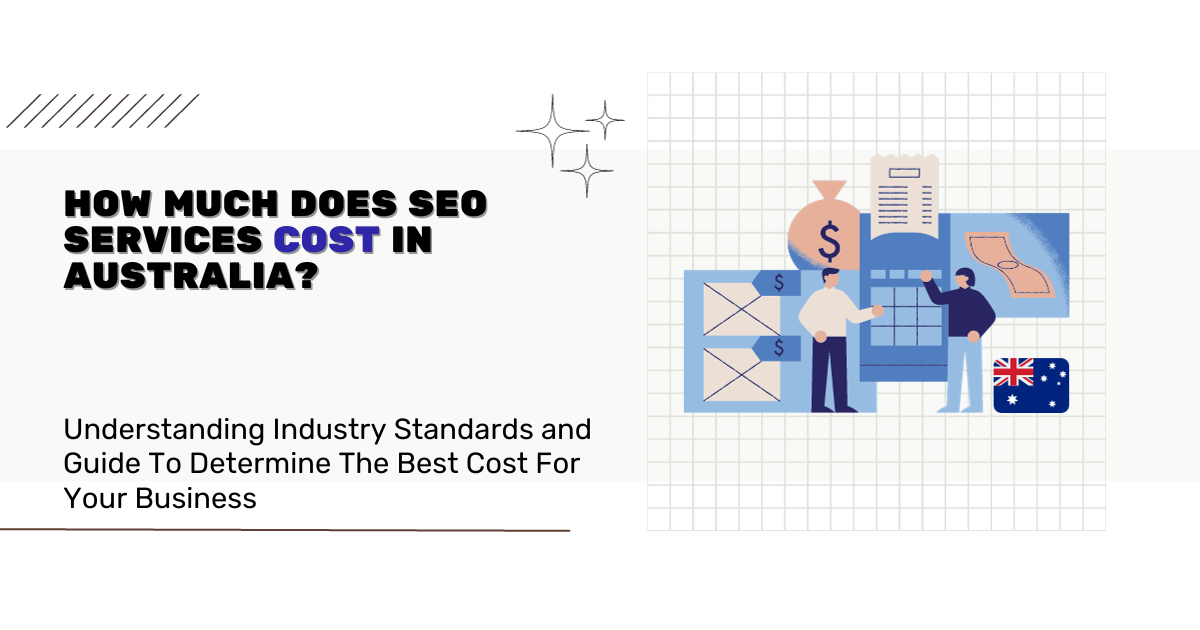 HOW MUCH DOES SEO
SERVICES COST IN
AUSTRALIA?
Understanding Industry Standards and
Guide To Determine The Best Cost For
Your Business
$
$
$